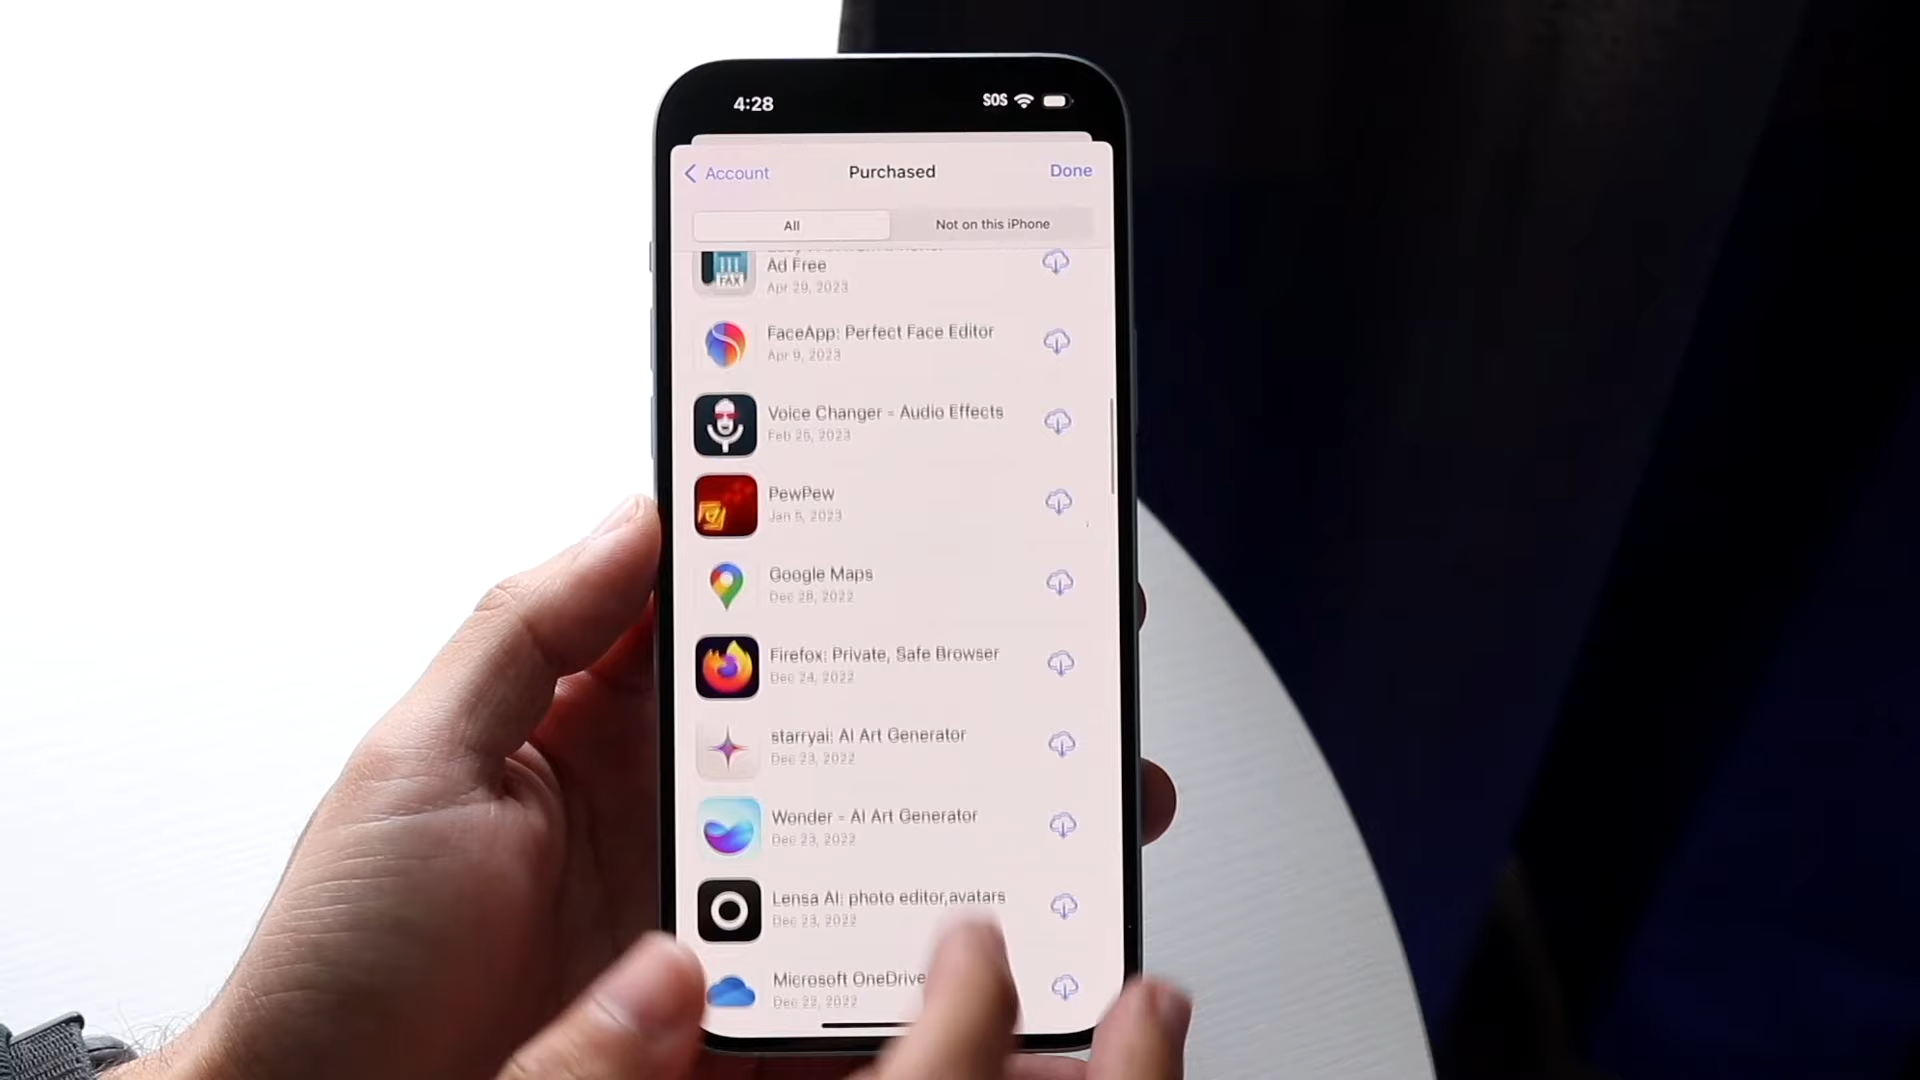 4:28 SOS
Account Purchased Done
All Not on this iPhone
Ad Free
FAX
Apr 29, 2023
FaceApp: Perfect Face Editor
Apr 9, 2023
Voice Changer - Audio Effects
Feb 25, 2023
PewPew
Jan 5, 2023
Google Maps
Dec 28, 2022
Firefox: Private, Safe Browser
Dec 24, 2022
starryai: AI Art Generator
Dec 23, 2022
Wonder - AI Art Generator
Dec 23, 2022
Lensa AI: photo editor,avatars
Dec 23, 2022
Microsoft OneDrive
Dec 22, 2022